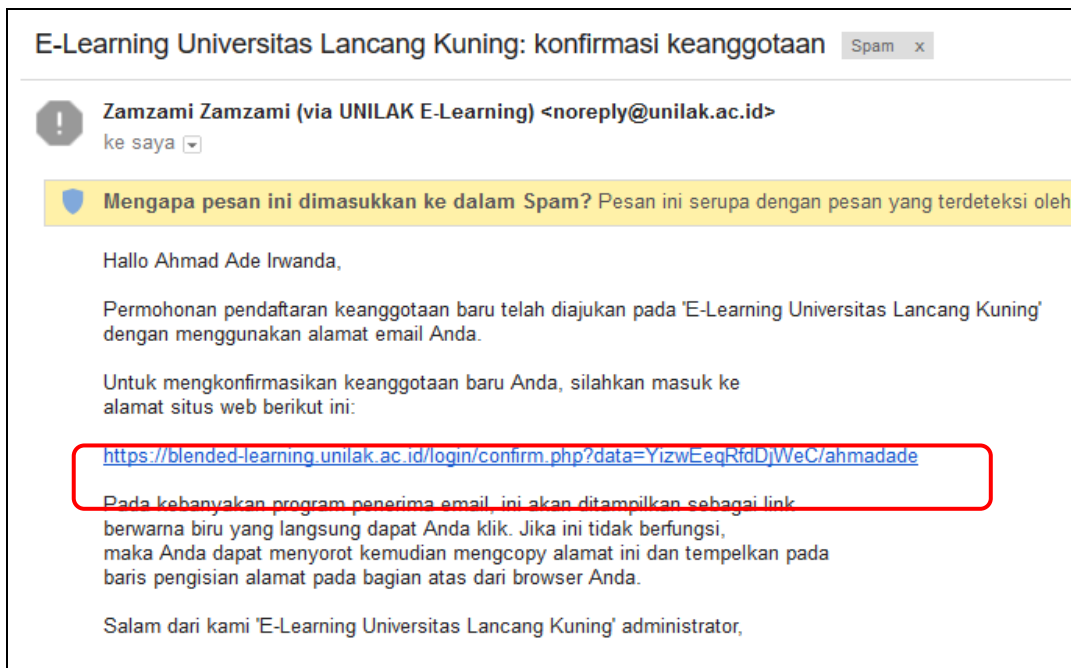 E-Learning Universitas Lancang Kuning: konfirmasi keanggotaan Spam x
Zamzami Zamzami (via UNILAK E-Learning) <noreply@unilak.ac.id>
ke saya
Mengapa pesan ini dimasukkan ke dalam Spam? Pesan ini serupa dengan pesan yang terdeteksi oleh
Hallo Ahmad Ade Irwanda,
Permohonan pendaftaran keanggotaan baru telah diajukan pada 'E-Learning Universitas Lancang Kuning'
dengan menggunakan alamat email Anda.
Untuk mengkonfirmasikan keanggotaan baru Anda, silahkan masuk ke
alamat situs web berikut ini:
https://blended-learning.unilak.ac.id/login/confirm.php?data=YizwEeqRfdDjWeC/ahmadade
Pada kebanyakan program penerima email, ini akan ditampilkan sebagai link
berwarna biru yang langsung dapat Anda klik. Jika ini tidak berfungsi,
maka Anda dapat menyorot kemudian mengcopy alamat ini dan tempelkan pada
baris pengisian alamat pada bagian atas dari browser Anda.
Salam dari kami 'E-Learning Universitas Lancang Kuning' administrator,